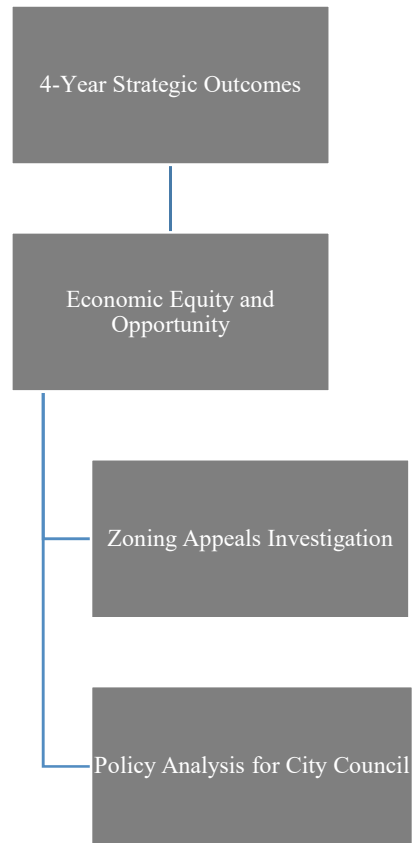 4-Year Strategic Outcomes
Economic Equity and
Opportunity
Zoning Appeals Investigation
Policy Analysis for City Council